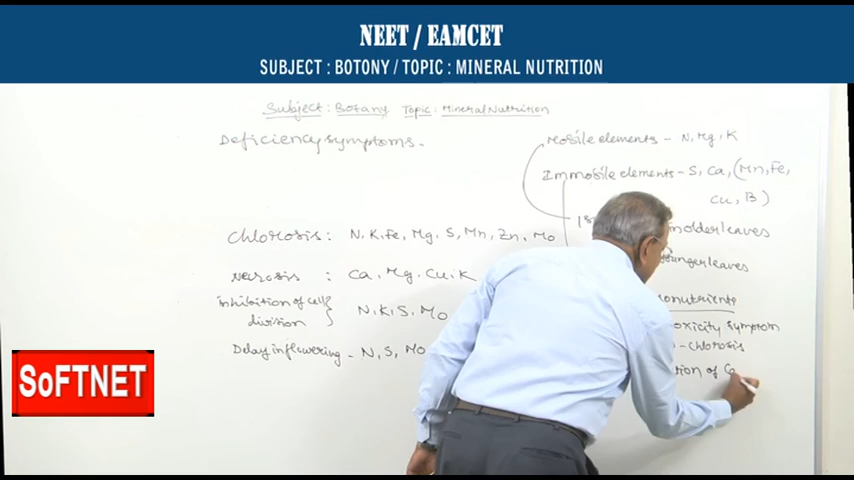 NEET / EAMCET
SUBJECT : BOTONY / TOPIC : MINERAL NUTRITION
Subject : Botany Topic : Mineral Nutrition
Deficiency symptoms.
Mobile elements - N, Mg, K
Immobile elements - S, Ca, (Mn, Fe,
Cu, B)
older leaves
younger leaves
Chlorosis : N, K, Fe, Mg, S, Mn, Zn, Mo
Necrosis : Ca, Mg, Cu, K
Inhibition of cell
division } N, K, S, Mo
Delay in flowering - N, S, Mo
toxicity symptom
- chlorosis
of
SoFTNET